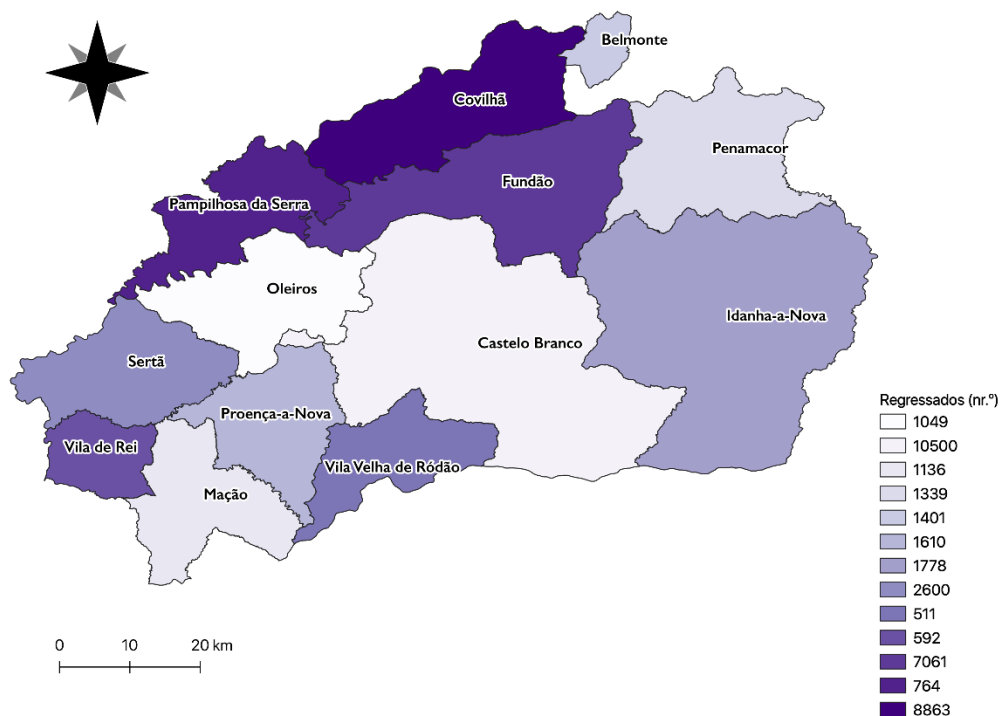 Belmonte
Covilhã
Penamacor
Fundão
Pampilhosa da Serra
Oleiros
Idanha-a-Nova
Castelo Branco
Sertã
Proença-a-Nova
Vila de Rei
Vila Velha de Ródão
Mação
Regressados (nr.º)
1049
10500
1136
1339
1401
1610
1778
2600
511
592
7061
764
8863
0 10 20 km